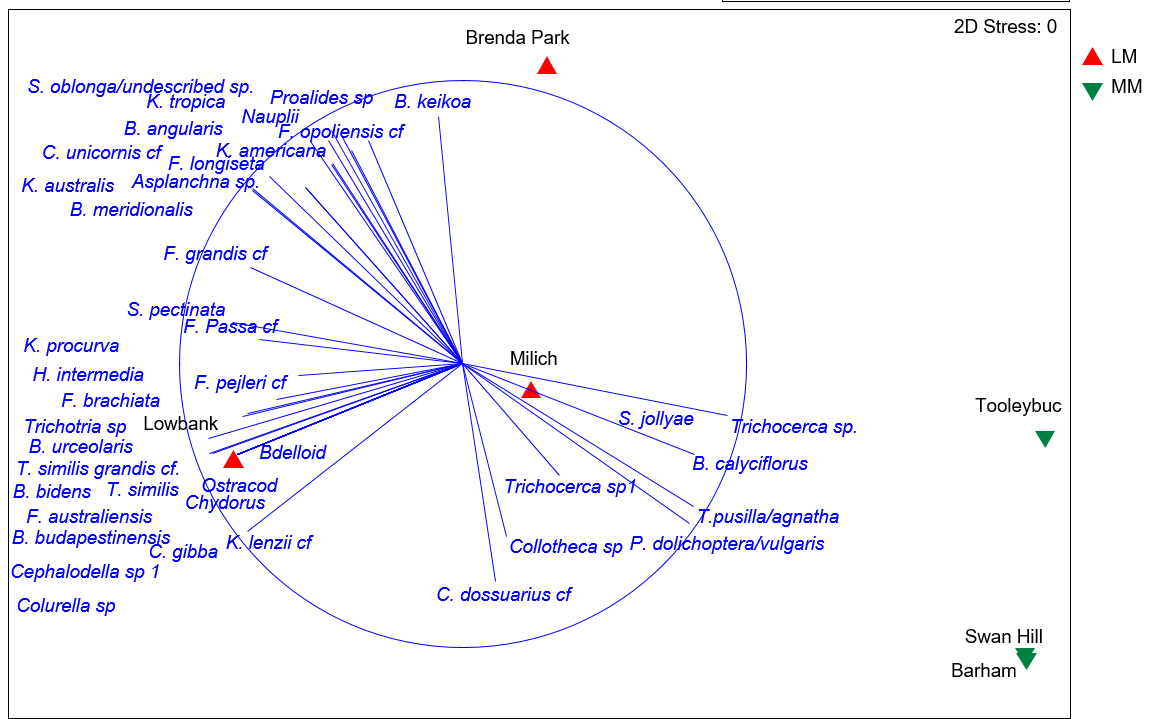 2D Stress: 0
Brenda Park
LM
MM
S. oblonga/undescribed sp.
K. tropica
Proalides sp
B. keikoa
Nauplii
B. angularis
F. opoliensis cf
C. unicornis cf
K. americana
F. longiseta
K. australis
Asplanchna sp.
B. meridionalis
F. grandis cf
S. pectinata
F. Passa cf
K. procurva
Milich
H. intermedia
F. pejleri cf
F. brachiata
Tooleybuc
Trichotria sp
Lowbank
S. jollyae
Trichocerca sp.
B. urceolaris
Bdelloid
T. similis grandis cf.
B. calyciflorus
B. bidens
T. similis
Ostracod
Chydorus
Trichocerca sp1
F. australiensis
T.pusilla/agnatha
B. budapestinensis
C. gibba
K. lenzii cf
Collotheca sp
P. dolichoptera/vulgaris
Cephalodella sp 1
C. dossuarius cf
Colurella sp
Swan Hill
Barham